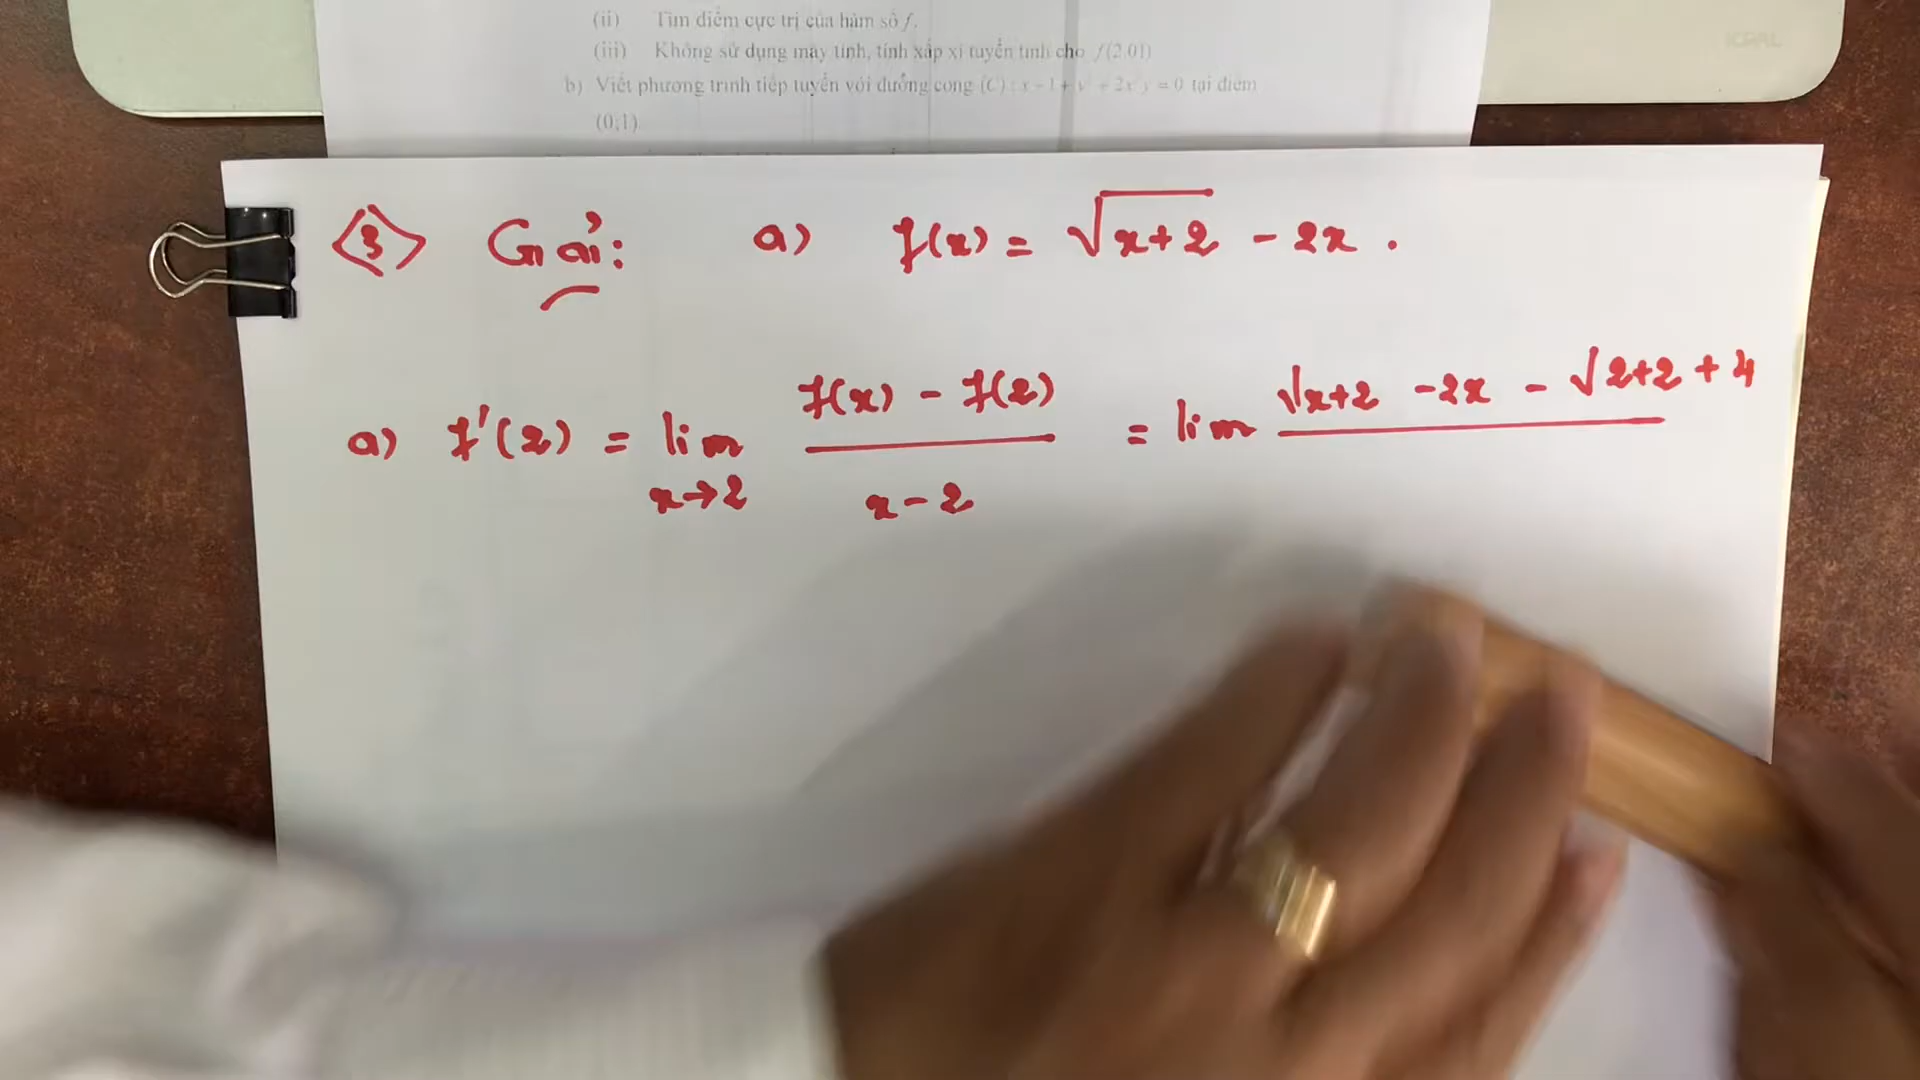 (ii) Tìm điểm cực trị của hàm số f.
(iii) Không sử dụng máy tính, tính xấp xỉ tuyến tính cho f(2.01)
b) Viết phương trình tiếp tuyến với đường cong (C): tại điểm
(0;1).
3 Giải: a) f(x) = √(x+2) - 2x .
a) f'(2) = lim x→2 (f(x) - f(2)) / (x-2) = lim √x+2 - 2x - √2+2 + 4